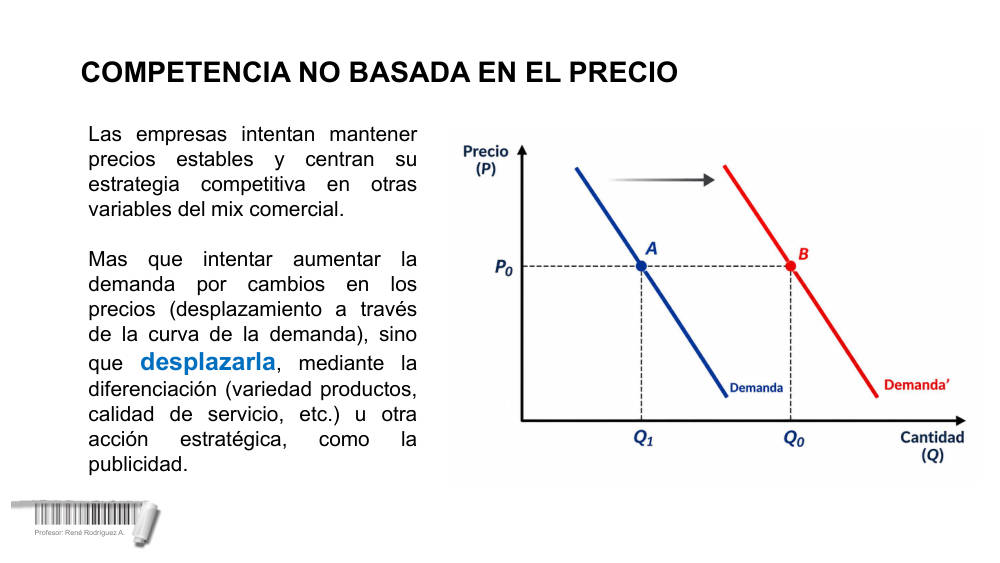 COMPETENCIA NO BASADA EN EL PRECIO
Las empresas intentan mantener
precios estables y centran su
estrategia competitiva en otras
variables del mix comercial.
Mas que intentar aumentar la
demanda por cambios en los
precios (desplazamiento a través
de la curva de la demanda), sino
que desplazarla, mediante la
diferenciación (variedad productos,
calidad de servicio, etc.) u otra
acción estratégica, como la
publicidad.
Precio
(P)
A
B
P0
Demanda
Demanda’
Q1
Q0
Cantidad
(Q)
Profesor: René Rodríguez A.